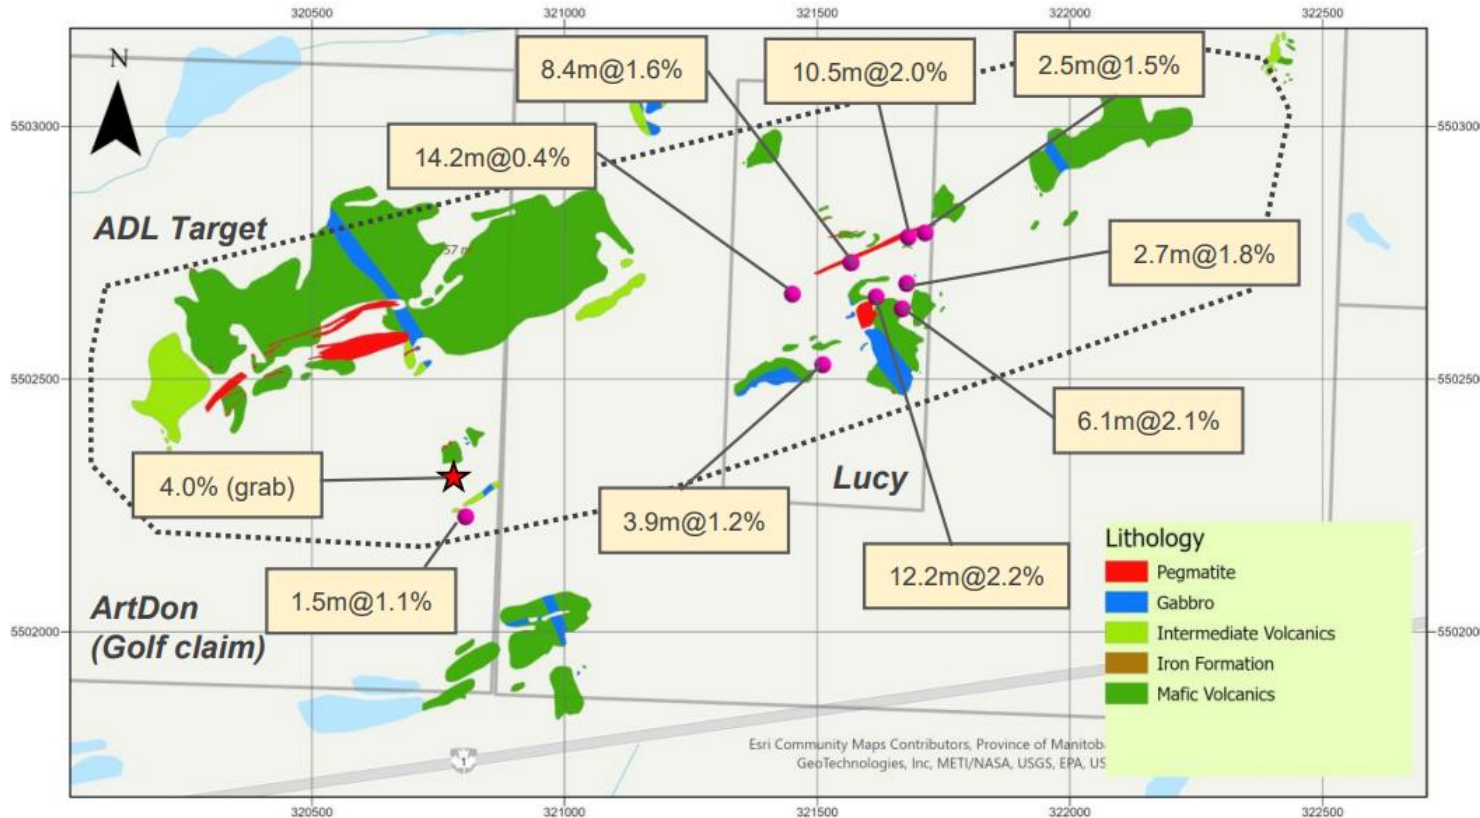 320500 321000 321500 322000 322500
N
8.4m@1.6%
10.5m@2.0%
2.5m@1.5%
5503000
14.2m@0.4%
ADL Target
2.7m@1.8%
5502500
6.1m@2.1%
4.0% (grab)
Lucy
3.9m@1.2%
12.2m@2.2%
1.5m@1.1%
ArtDon
(Golf claim)
5502000
Lithology
Pegmatite
Gabbro
Intermediate Volcanics
Iron Formation
Mafic Volcanics
1
Esri Community Maps Contributors, Province of Manitoba
GeoTechnologies, Inc, METI/NASA, USGS, EPA, US
320500 321000 321500 322000 322500